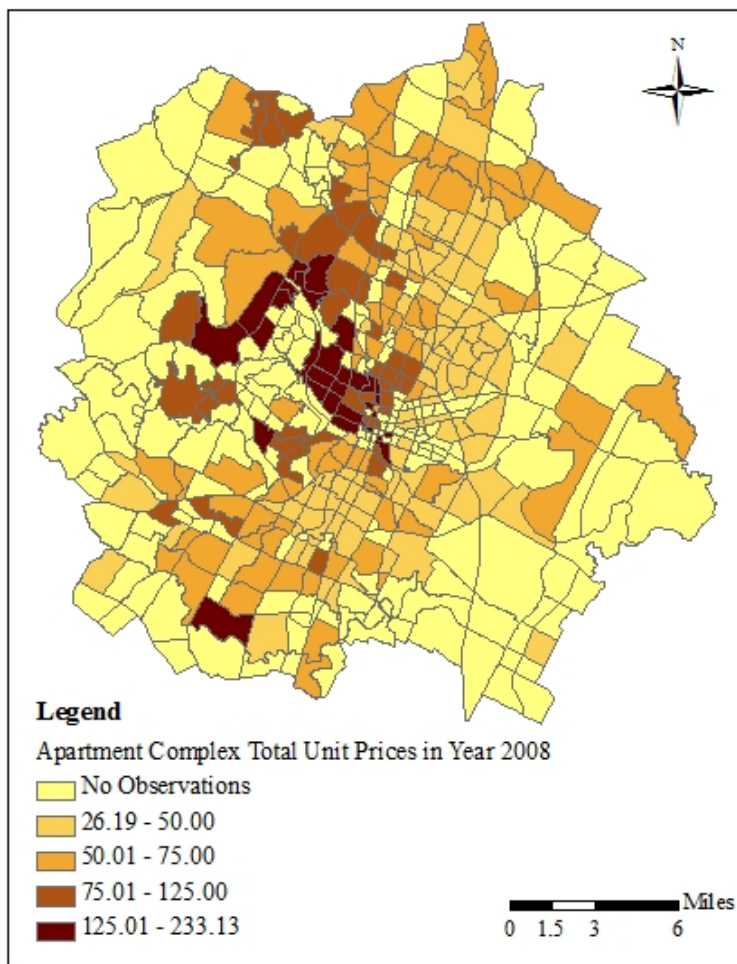 N
Legend
Apartment Complex Total Unit Prices in Year 2008
No Observations
26.19 - 50.00
50.01 - 75.00
75.01 - 125.00
125.01 - 233.13
Miles
0 1.5 3 6